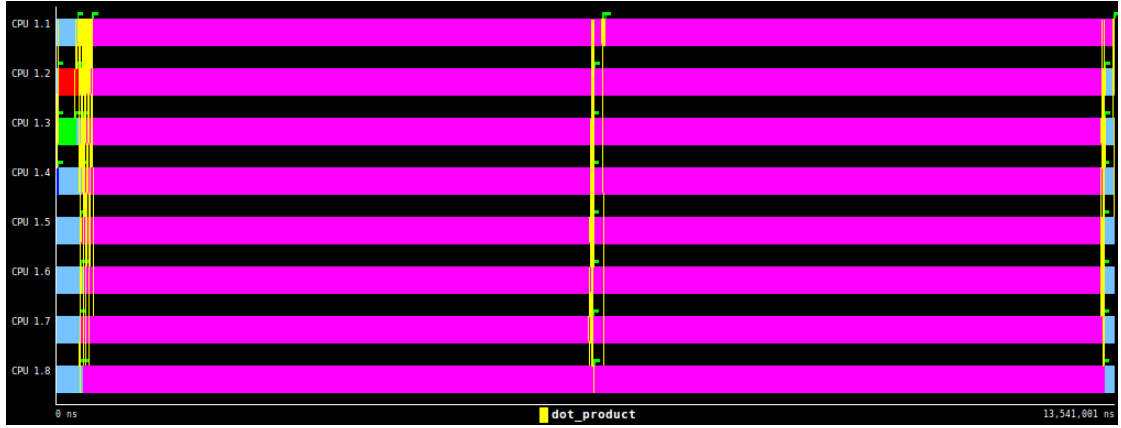 CPU 1.1
CPU 1.2
CPU 1.3
CPU 1.4
CPU 1.5
CPU 1.6
CPU 1.7
CPU 1.8
0 ns dot_product 13,541,001 ns